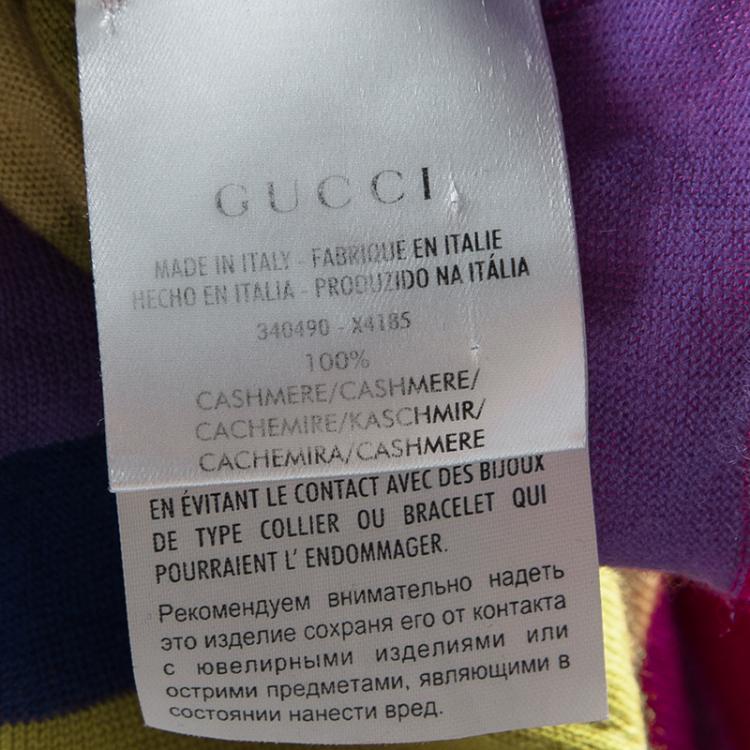 GUCCI
MADE IN ITALY - FABRIQUE EN ITALIE
HECHO EN ITALIA - PRODUZIDO NA ITÁLIA
340490 - X4185
100%
CASHMERE/CASHMERE/
CACHEMIRE/KASCHMIR/
CACHEMIRA/CASHMERE
EN ÉVITANT LE CONTACT AVEC DES BIJOUX
DE TYPE COLLIER OU BRACELET QUI
POURRAIENT L' ENDOMMAGER.
Рекомендуем внимательно надеть
это изделие сохраня его от контакта
с ювелирными изделиями или
острими предметами, являющими в
состоянии нанести вред.